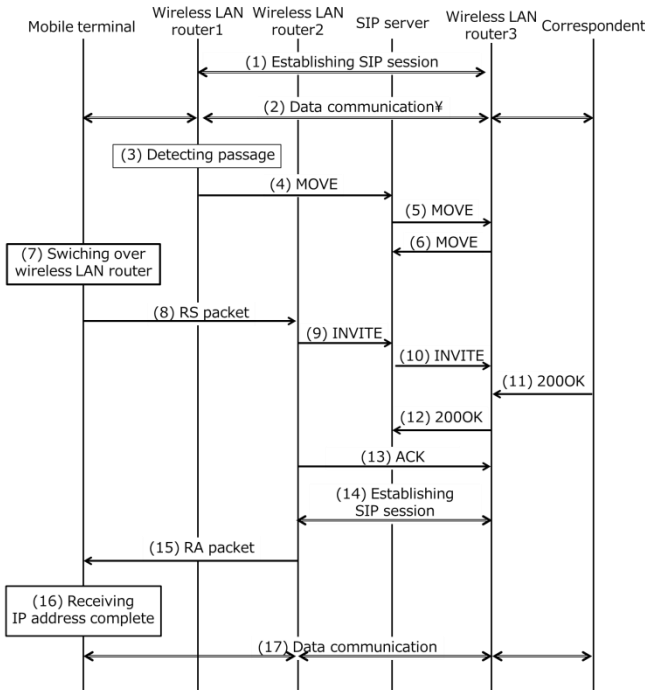 Mobile terminal
Wireless LAN
router1
Wireless LAN
router2
SIP server
Wireless LAN
router3
Correspondent
(1) Establishing SIP session
(2) Data communication¥
(3) Detecting passage
(4) MOVE
(5) MOVE
(6) MOVE
(7) Swiching over
wireless LAN router
(8) RS packet
(9) INVITE
(10) INVITE
(11) 200OK
(12) 200OK
(13) ACK
(14) Establishing
SIP session
(15) RA packet
(16) Receiving
IP address complete
(17) Data communication